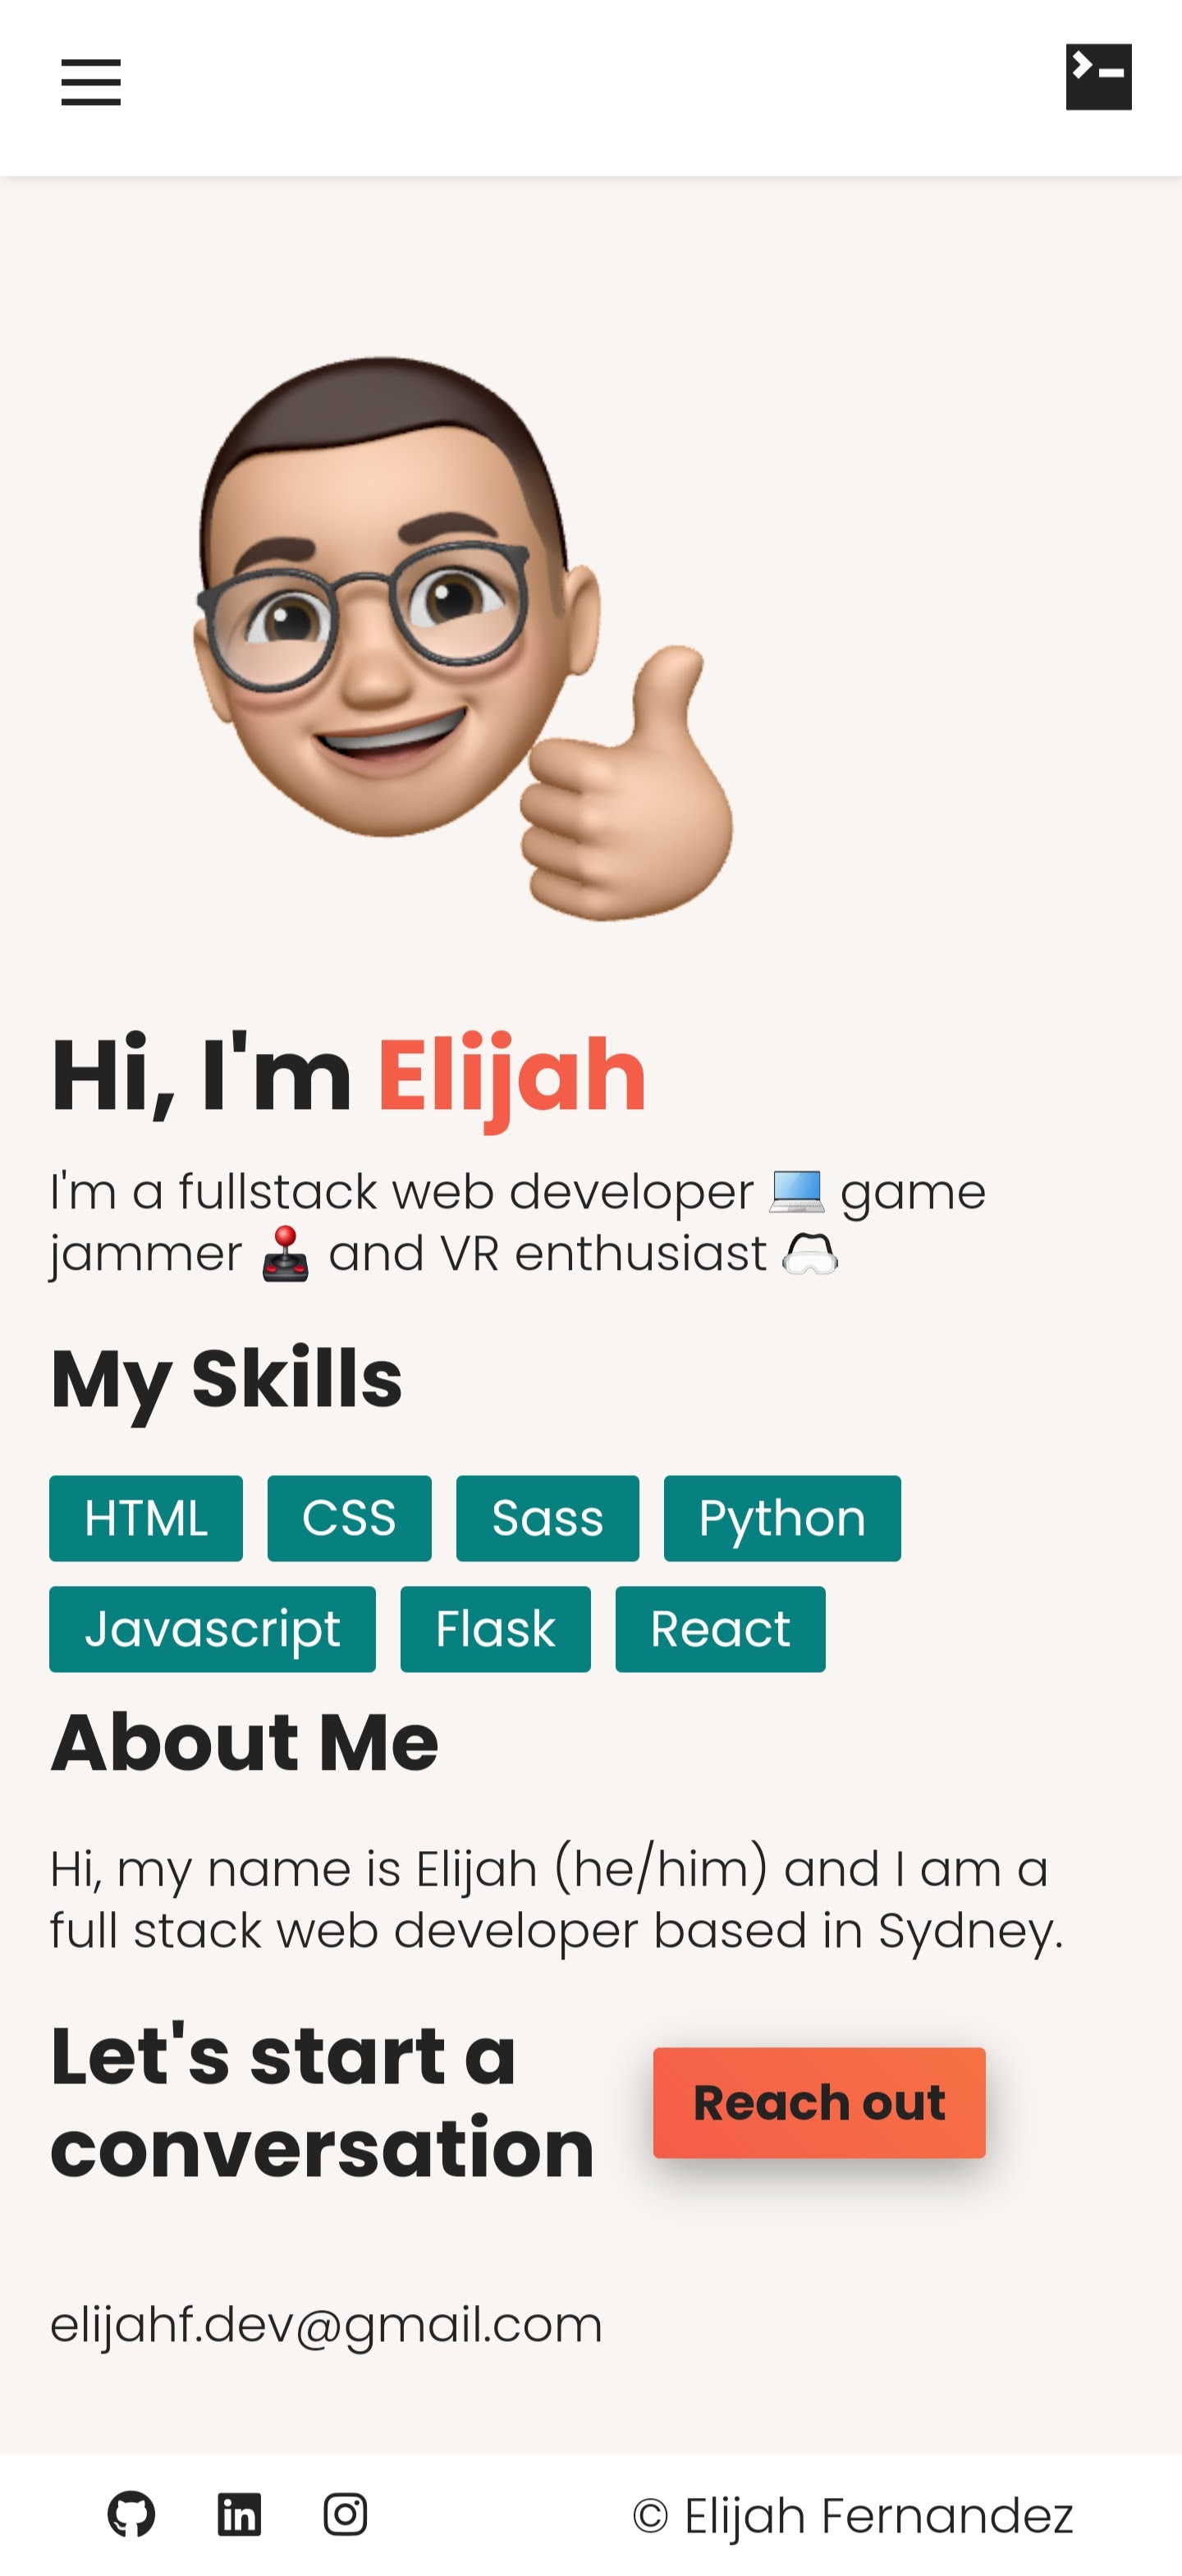 Hi, I'm Elijah
I'm a fullstack web developer 💻 game
jammer 🕹️ and VR enthusiast 🥽
My Skills
HTML CSS Sass Python
Javascript Flask React
About Me
Hi, my name is Elijah (he/him) and I am a
full stack web developer based in Sydney.
Let's start a
conversation
Reach out
elijahf.dev@gmail.com
© Elijah Fernandez